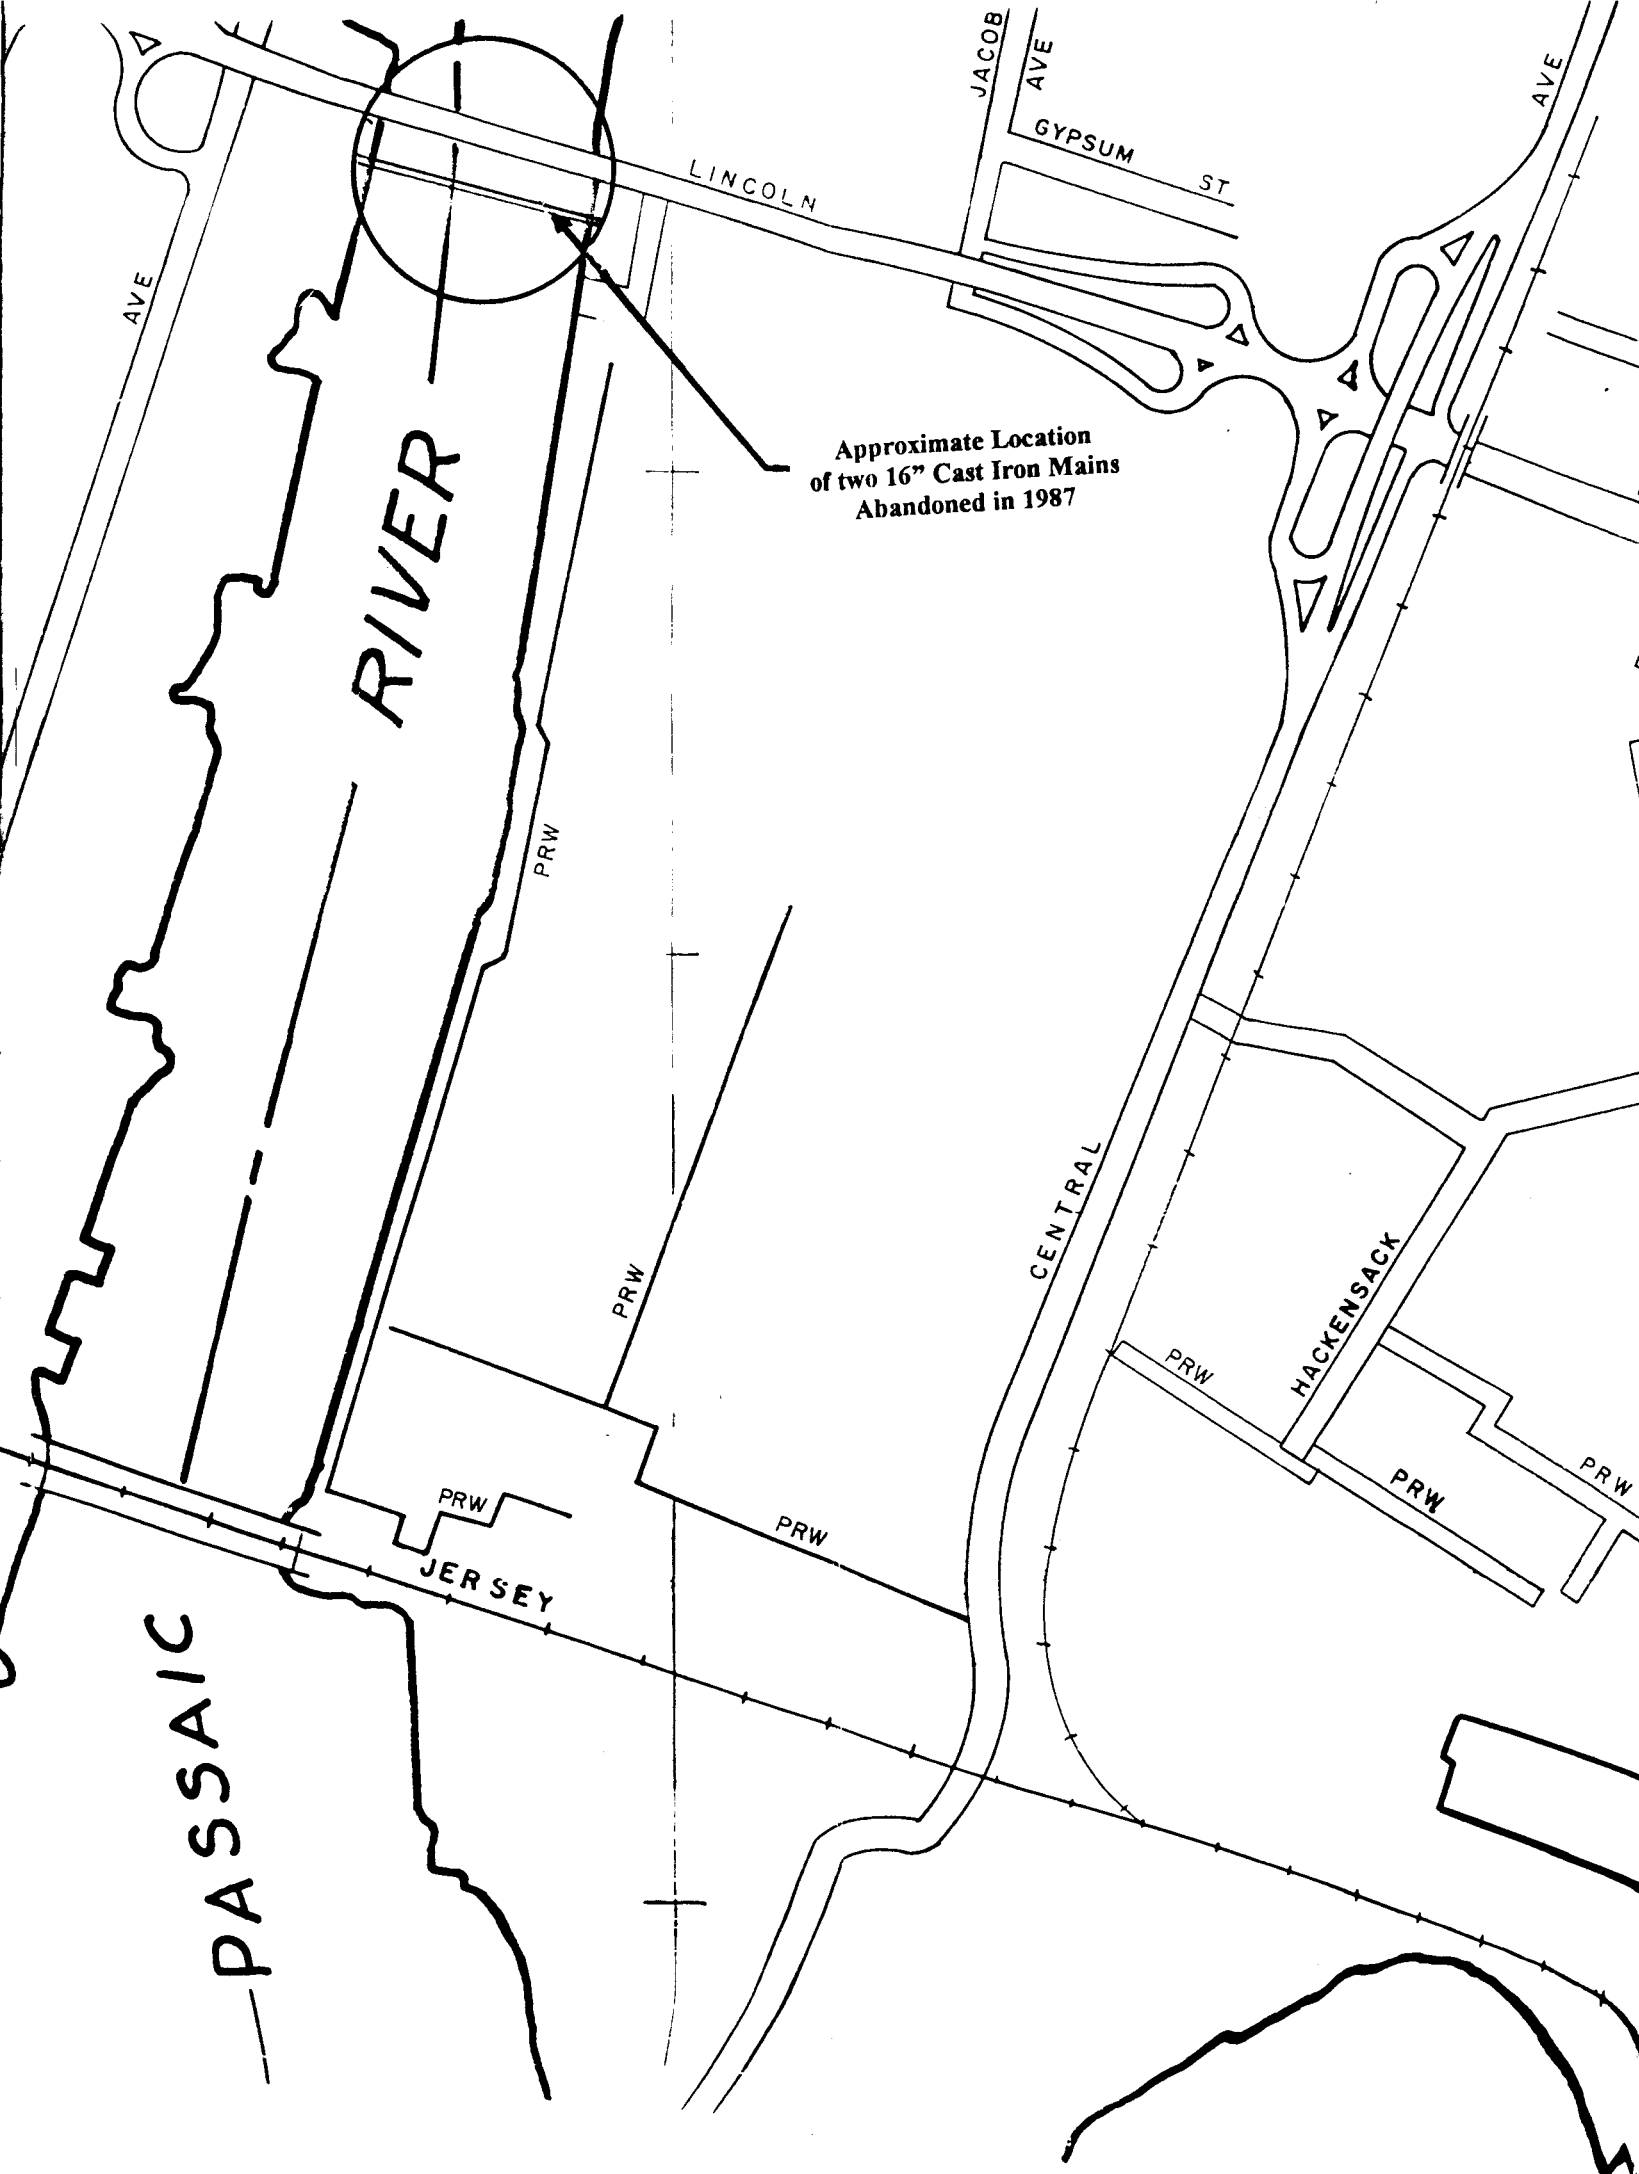 JACOB
AVE
AVE
GYPSUM
ST
LINCOLN
AVE
Approximate Location
of two 16” Cast Iron Mains
Abandoned in 1987
RIVER
PRW
CENTRAL
PRW
HACKENSACK
PRW
PRW
PRW
PRW
PRW
JERSEY
PASSAIC